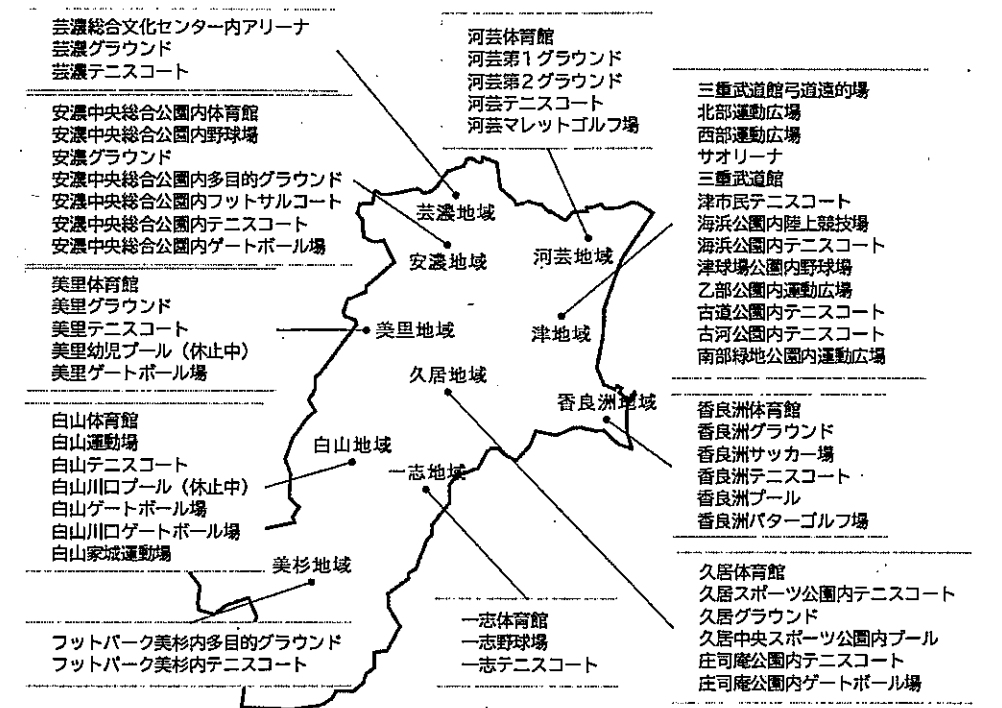 芸濃総合文化センター内アリーナ
芸濃グラウンド
芸濃テニスコート
安濃中央総合公園内体育館
安濃中央総合公園内野球場
安濃グラウンド
安濃中央総合公園内多目的グラウンド
安濃中央総合公園内フットサルコート
安濃中央総合公園内テニスコート
安濃中央総合公園内ゲートボール場
美里体育館
美里グラウンド
美里テニスコート
美里幼児プール（休止中）
美里ゲートボール場
白山体育館
白山運動場
白山テニスコート
白山川口プール（休止中）
白山ゲートボール場
白山川口ゲートボール場
白山家城運動場
フットパーク美杉内多目的グラウンド
フットパーク美杉内テニスコート
河芸体育館
河芸第１グラウンド
河芸第２グラウンド
河芸テニスコート
河芸マレットゴルフ場
芸濃地域
安濃地域
河芸地域
美里地域
津地域
久居地域
香良洲地域
白山地域
一志地域
美杉地域
一志体育館
一志野球場
一志テニスコート
三重武道館弓道遠的場
北部運動広場
西部運動広場
サオリーナ
三重武道館
津市民テニスコート
海浜公園内陸上競技場
海浜公園内テニスコート
津球場公園内野球場
乙部公園内運動広場
古道公園内テニスコート
古河公園内テニスコート
南部緑地公園内運動広場
香良洲体育館
香良洲グラウンド
香良洲サッカー場
香良洲テニスコート
香良洲プール
香良洲パターゴルフ場
久居体育館
久居スポーツ公園内テニスコート
久居グラウンド
久居中央スポーツ公園内プール
庄司庵公園内テニスコート
庄司庵公園内ゲートボール場